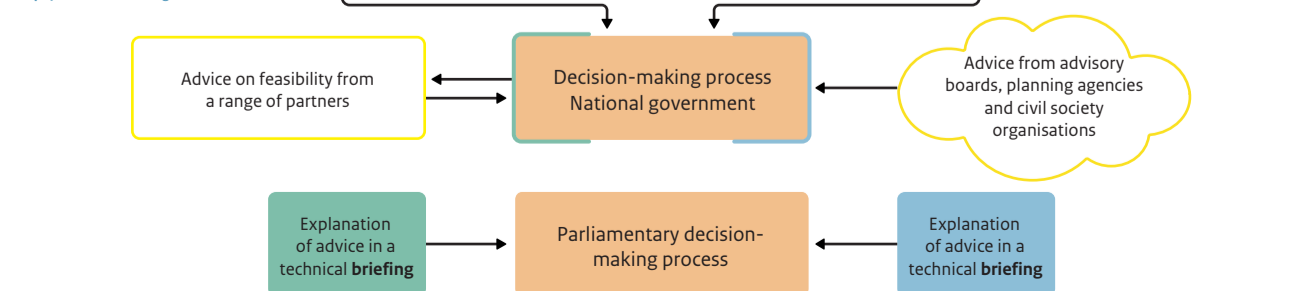 Advice on feasibility from
a range of partners
Decision-making process
National government
Advice from advisory
boards, planning agencies
and civil society
organisations
Explanation
of advice in a
technical briefing
Parliamentary decision-
making process
Explanation
of advice in a
technical briefing